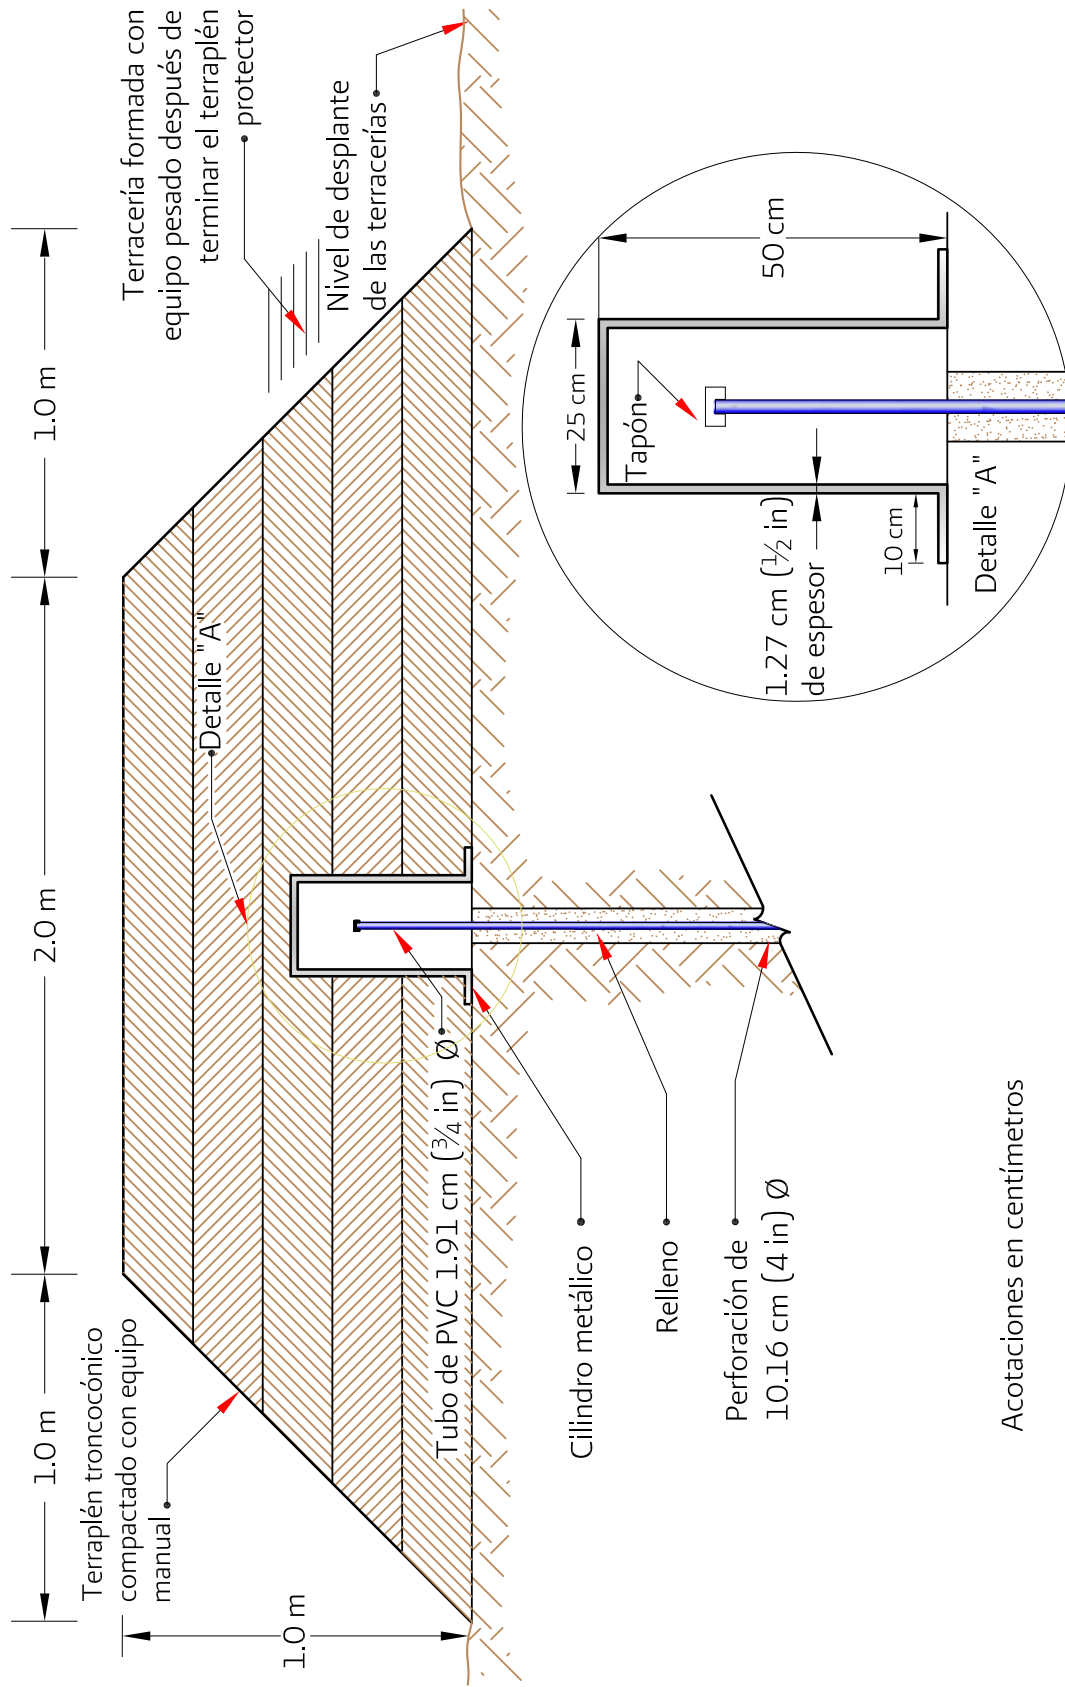 1.0 m
2.0 m
1.0 m
Terraplén troncocónico
compactado con equipo
manual
1.0 m
Detalle "A"
Terracería formada con
equipo pesado después de
terminar el terraplén
protector
Nivel de desplante
de las terracerías
Tubo de PVC 1.91 cm (¾ in) Ø
Cilindro metálico
Relleno
Perforación de
10.16 cm (4 in) Ø
25 cm
Tapón
50 cm
1.27 cm (½ in)
de espesor
10 cm
Detalle "A"
Acotaciones en centímetros